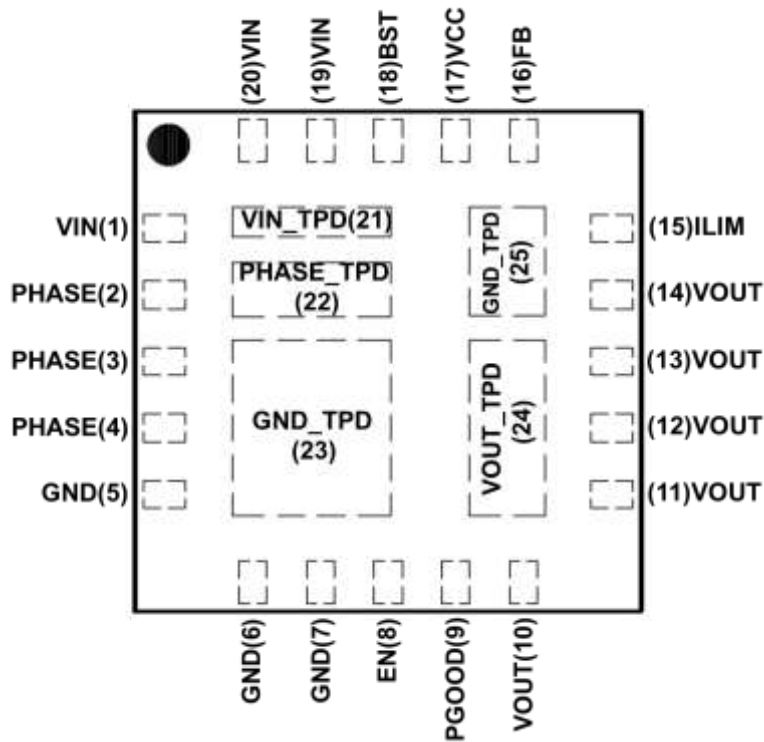 (20)VIN
(19)VIN
(18)BST
(17)VCC
(16)FB
VIN(1)
PHASE(2)
PHASE(3)
PHASE(4)
GND(5)
VIN_TPD(21)
PHASE_TPD
(22)
GND_TPD
(23)
GND_TPD
(25)
VOUT_TPD
(24)
(15)ILIM
(14)VOUT
(13)VOUT
(12)VOUT
(11)VOUT
GND(6)
GND(7)
EN(8)
PGOOD(9)
VOUT(10)